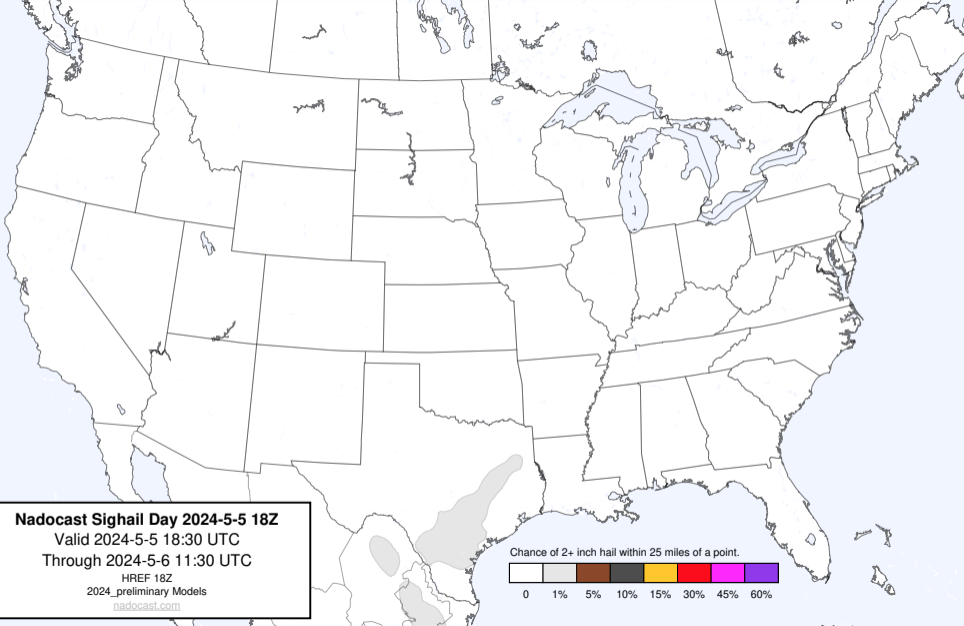 Nadocast Sighail Day 2024-5-5 18Z
Valid 2024-5-5 18:30 UTC
Through 2024-5-6 11:30 UTC
HREF 18Z
2024_preliminary Models
nadocast.com
Chance of 2+ inch hail within 25 miles of a point.
0 1% 5% 10% 15% 30% 45% 60%